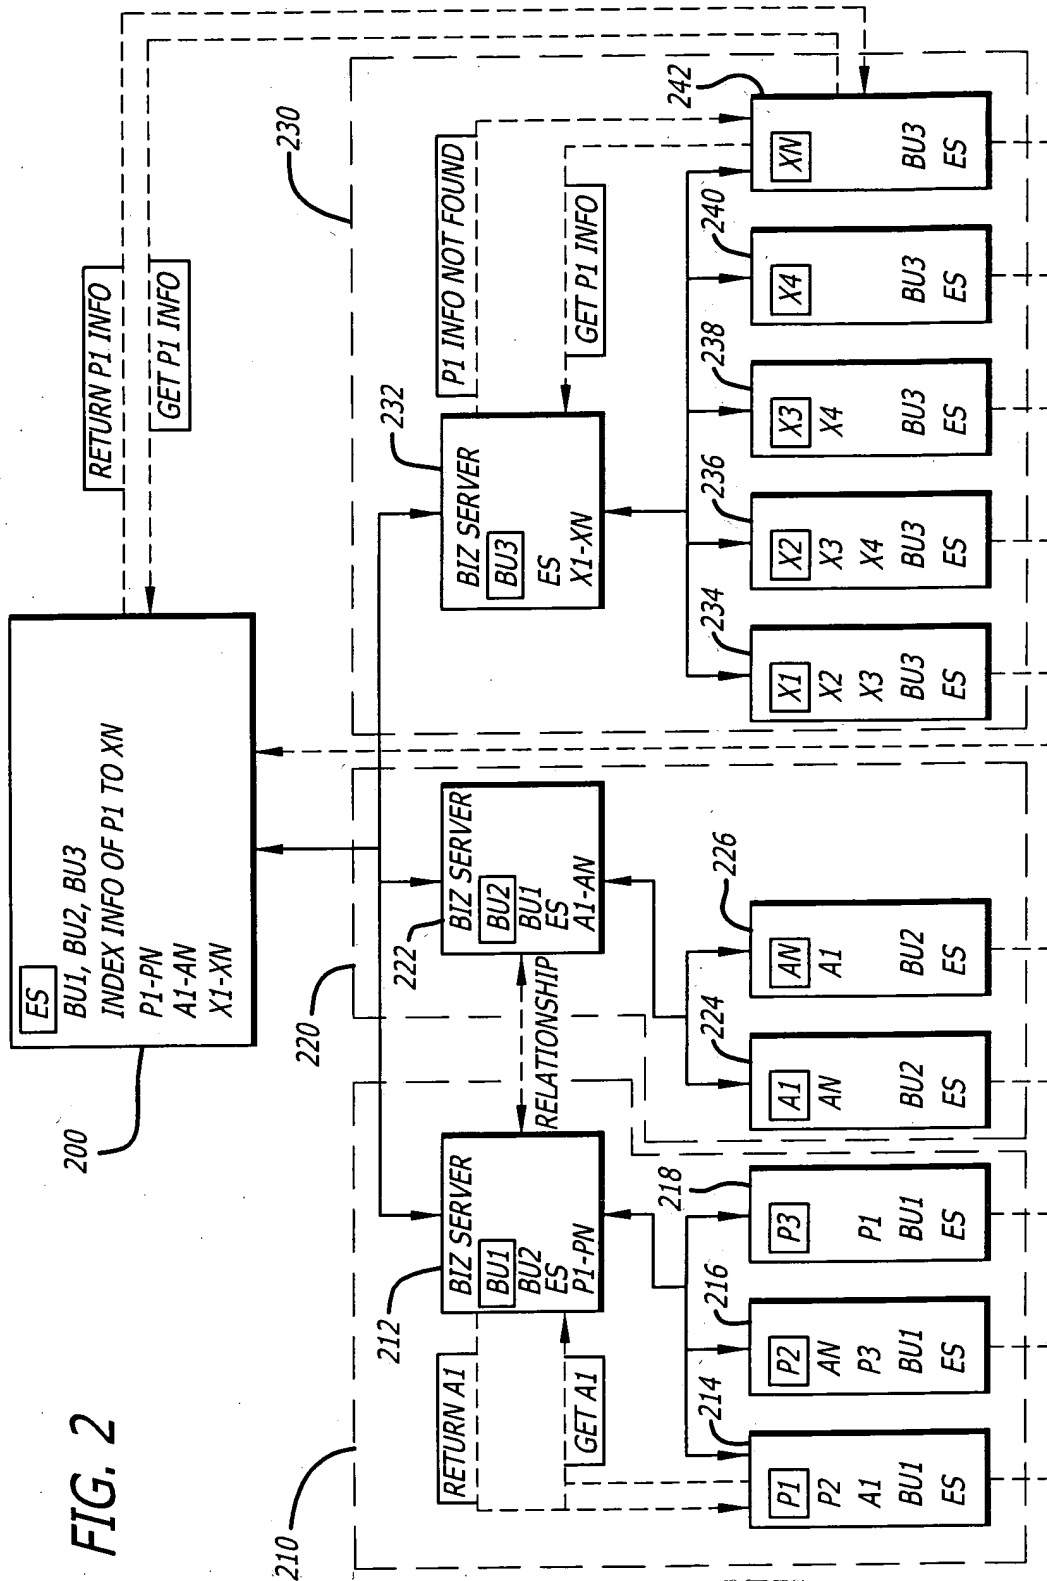 FIG. 2
200
ES
BU1, BU2, BU3
INDEX INFO OF P1 TO XN
P1-PN
A1-AN
X1-XN
RETURN P1 INFO
GET P1 INFO
210
212
BIZ SERVER
BU1
BU2
ES
P1-PN
RETURN A1
GET A1
RELATIONSHIP
220
222
BIZ SERVER
BU2
BU1
ES
A1-AN
230
232
BIZ SERVER
BU3
ES
X1-XN
P1 INFO NOT FOUND
GET P1 INFO
214
P1
P2
A1
BU1
ES
216
P2
AN
P3
BU1
ES
218
P3
P1
BU1
ES
224
A1
AN
BU2
ES
226
AN
A1
BU2
ES
234
X1
X2
X3
BU3
ES
236
X2
X3
X4
BU3
ES
238
X3
X4
BU3
ES
240
X4
BU3
ES
242
XN
BU3
ES